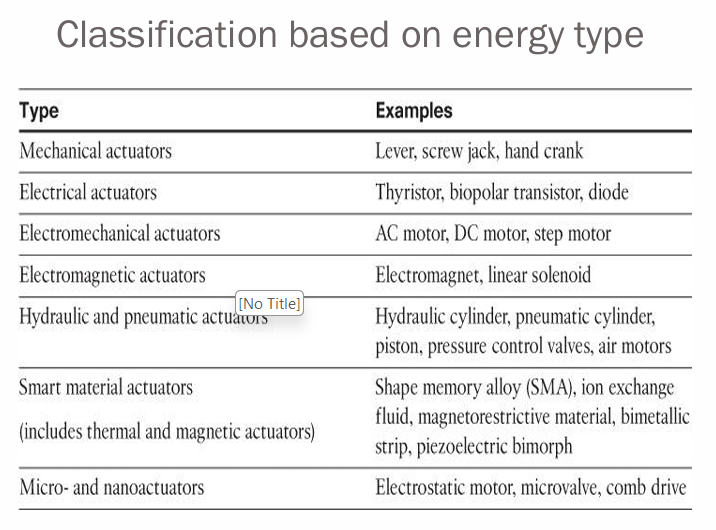 Classification based on energy type
Type Examples
Mechanical actuators Lever, screw jack, hand crank
Electrical actuators Thyristor, biopolar transistor, diode
Electromechanical actuators AC motor, DC motor, step motor
Electromagnetic actuators Electromagnet, linear solenoid
[No Title]
Hydraulic and pneumatic actuators Hydraulic cylinder, pneumatic cylinder,
piston, pressure control valves, air motors
Smart material actuators Shape memory alloy (SMA), ion exchange
fluid, magnetorestrictive material, bimetallic
(includes thermal and magnetic actuators)
strip, piezoelectric bimorph
Micro- and nanoactuators Electrostatic motor, microvalve, comb drive